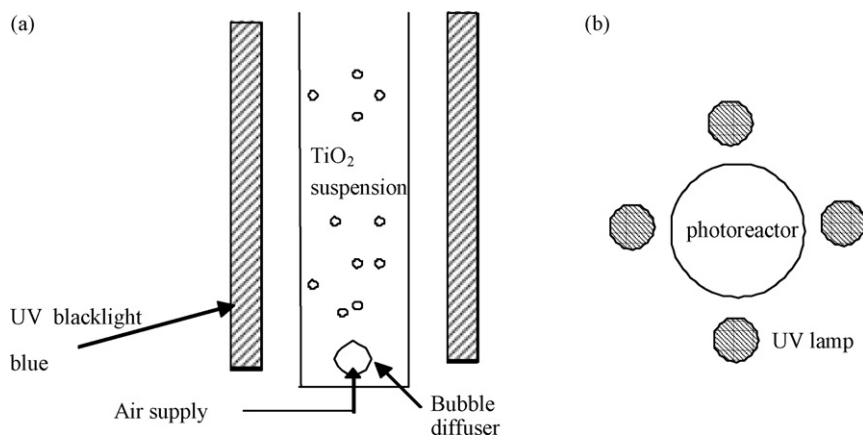 (a)
(b)
TiO₂
suspension
photoreactor
UV blacklight
blue
UV lamp
Air supply
Bubble
diffuser